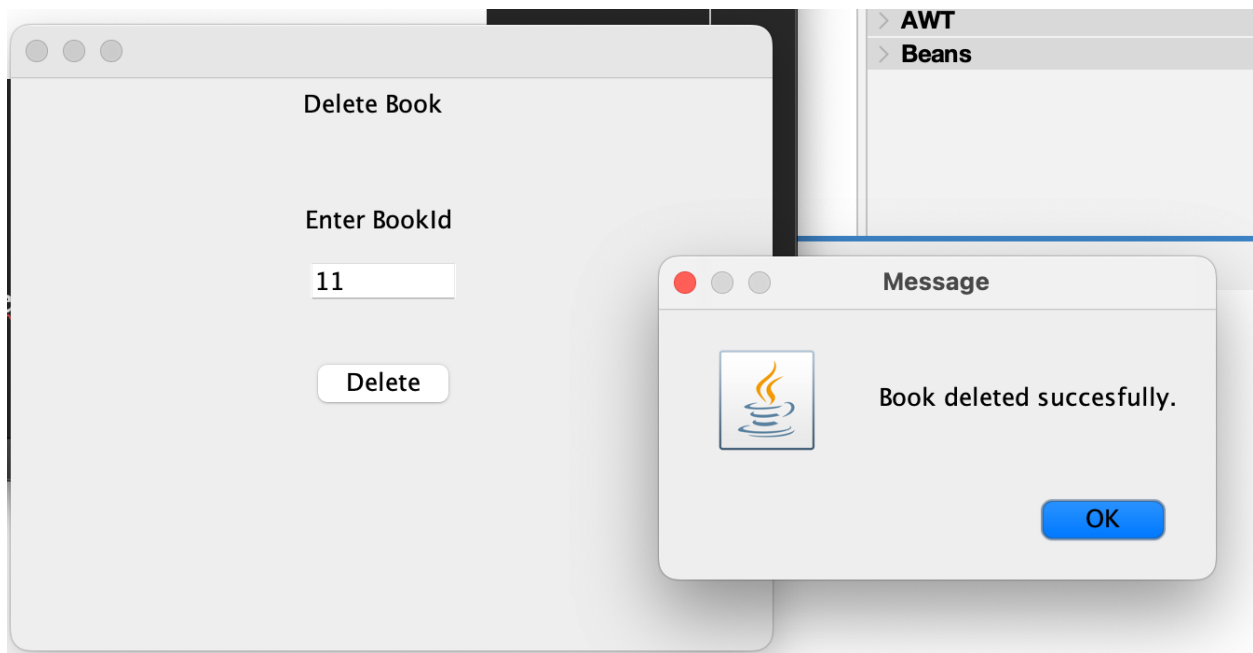 AWT
Beans
Delete Book
Enter BookId
11
Delete
Message
Book deleted succesfully.
OK